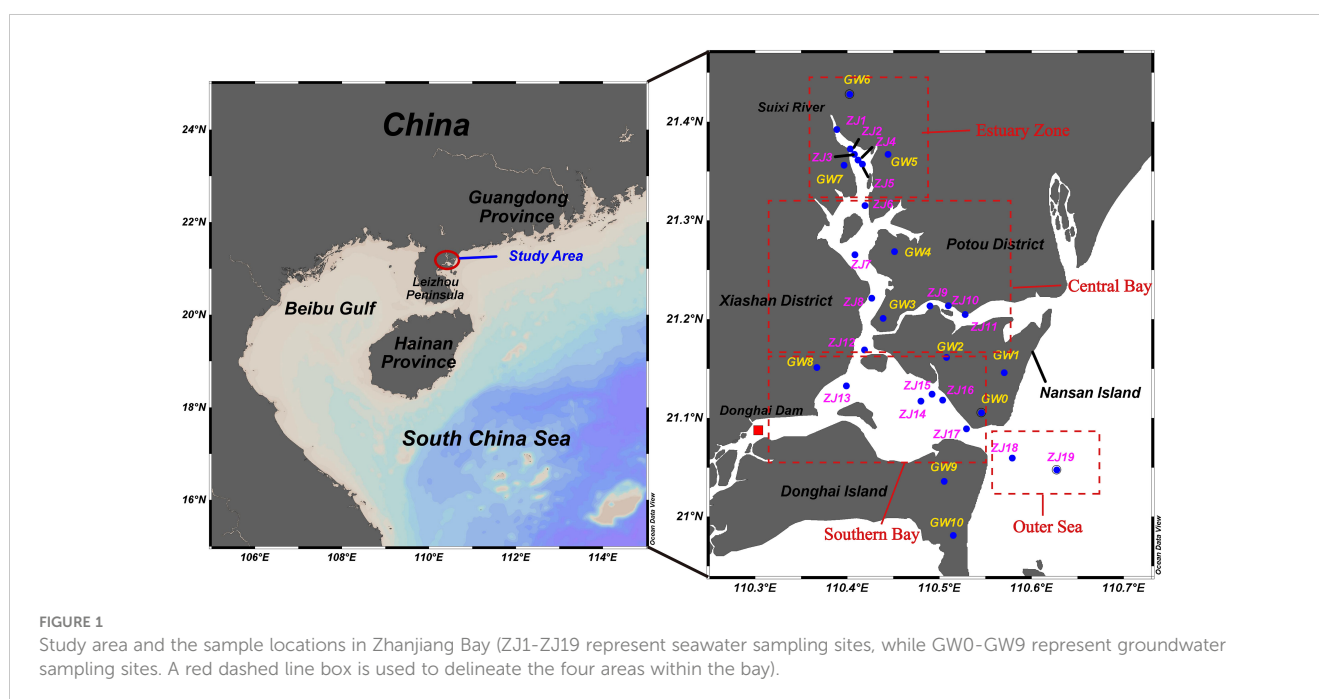 China
Guangdong
Province
Study Area
Leizhou
Peninsula
Beibu Gulf
Hainan
Province
South China Sea
24°N
22°N
20°N
18°N
16°N
106°E
108°E
110°E
112°E
114°E
Ocean Data View
GW6
Suixi River
ZJ1
ZJ2
ZJ4
ZJ3
GW5
GW7
ZJ5
Estuary Zone
ZJ6
Potou District
GW4
ZJ7
Central Bay
Xiashan District
ZJ8
GW3
ZJ9
ZJ10
ZJ11
ZJ12
GW2
GW1
GW8
Nansan Island
ZJ13
ZJ15
ZJ16
ZJ14
GW0
Donghai Dam
ZJ17
ZJ18
ZJ19
GW9
Donghai Island
GW10
Southern Bay
Outer Sea
21.4°N
21.3°N
21.2°N
21.1°N
21°N
110.3°E
110.4°E
110.5°E
110.6°E
110.7°E
Ocean Data View
FIGURE 1
Study area and the sample locations in Zhanjiang Bay (ZJ1-ZJ19 represent seawater sampling sites, while GW0-GW9 represent groundwater
sampling sites. A red dashed line box is used to delineate the four areas within the bay).